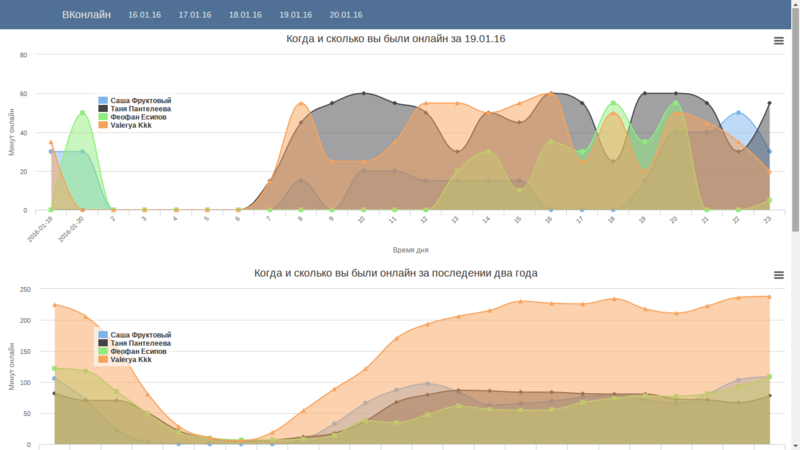 ВКонлайн 16.01.16 17 01.16 18.01.16 19.01.16 20.01.16
Когда и сколько вы были онлайн за 19.01.16
Минут онлайн
80
60
40
20
0
Саша Фруктовый
Таня Пантелеева
Феофан Есипов
Valerya Kkk
2016-01-19 2016-01-20 2 3 4 5 6 7 8 9 10 11 12 13 14 15 16 17 18 19 20 21 22 23
Время дня
Когда и сколько вы были онлайн за последении два года
Минут онлайн
250
200
150
100
50
0
Саша Фруктовый
Таня Пантелеева
Феофан Есипов
Valerya Kkk